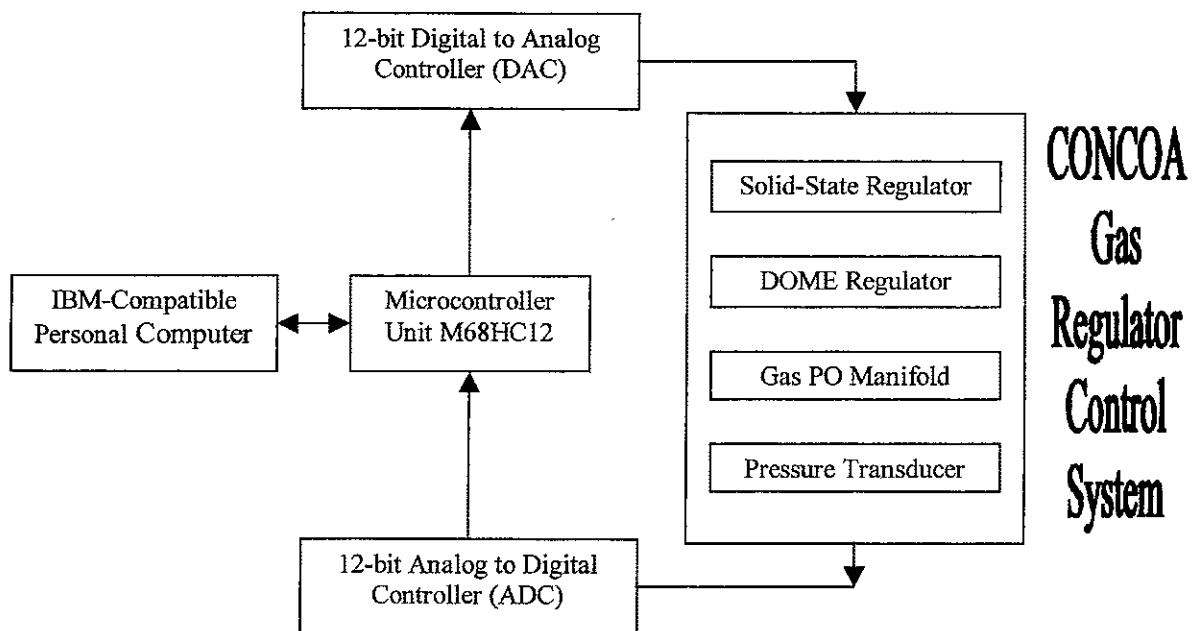 12-bit Digital to Analog
Controller (DAC)
Solid-State Regulator
DOME Regulator
Gas PO Manifold
Pressure Transducer
CONCOA
Gas
Regulator
Control
System
IBM-Compatible
Personal Computer
Microcontroller
Unit M68HC12
12-bit Analog to Digital
Controller (ADC)